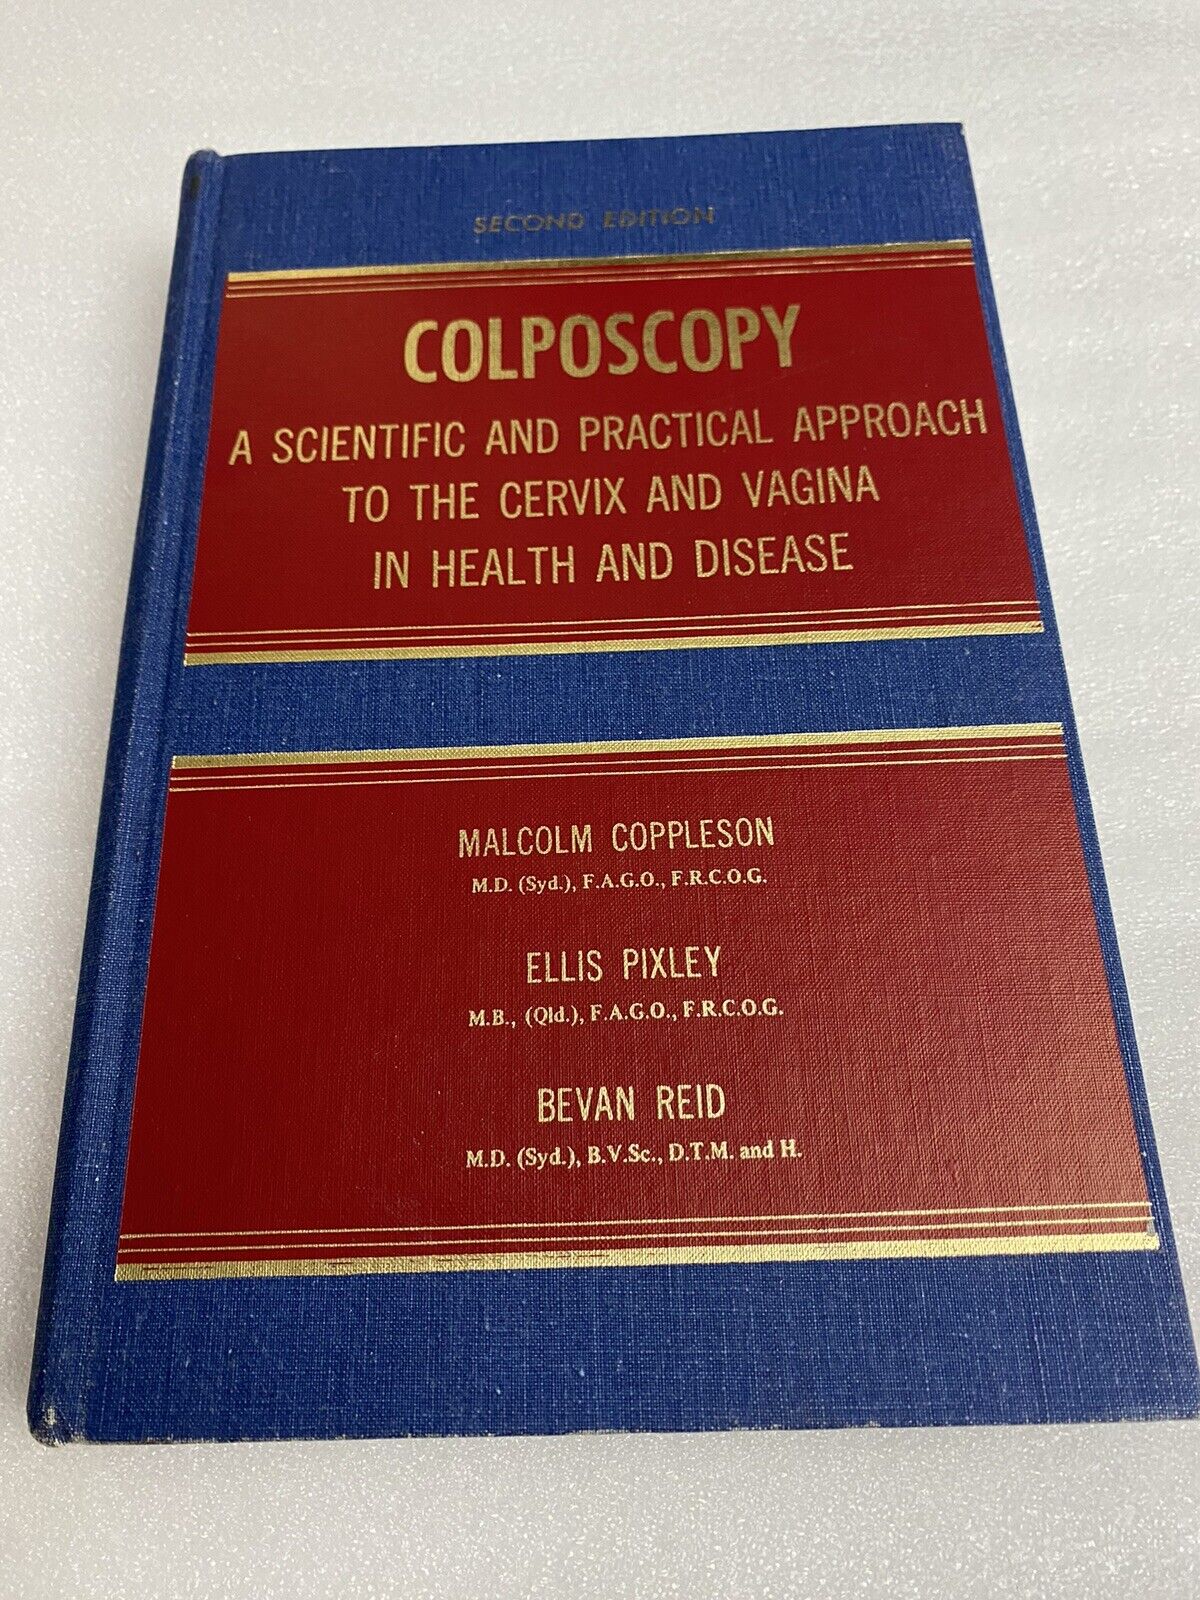 SECOND EDITION
COLPOSCOPY
A SCIENTIFIC AND PRACTICAL APPROACH
TO THE CERVIX AND VAGINA
IN HEALTH AND DISEASE
MALCOLM COPPLESON
M.D. (Syd.), F.A.G.O., F.R.C.O.G.
ELLIS PIXLEY
M.B., (Qld.), F.A.G.O., F.R.C.O.G.
BEVAN REID
M.D. (Syd.), B.V.Sc., D.T.M. and H.